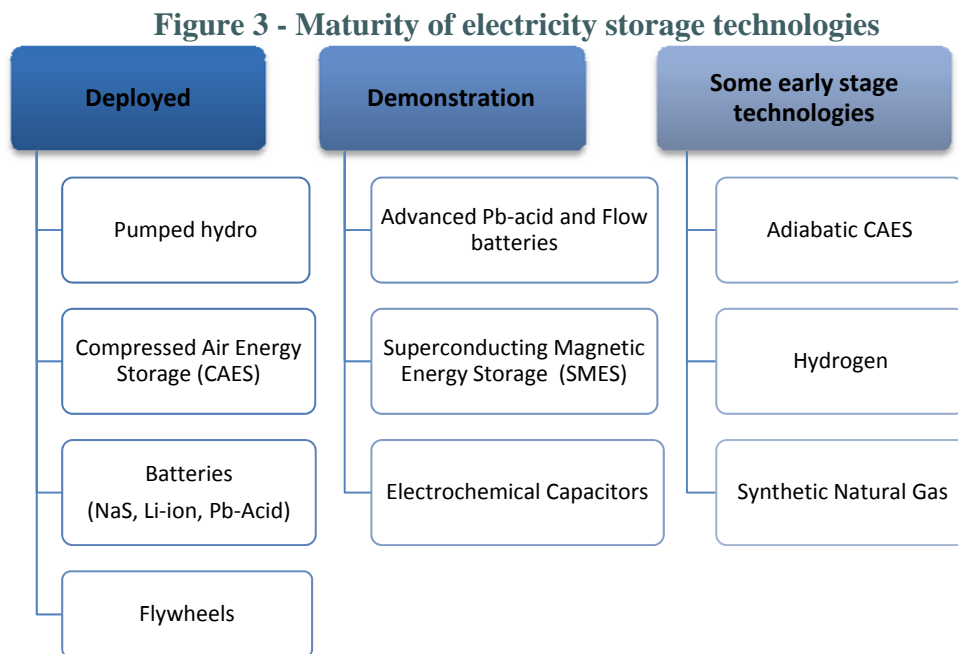 Figure 3 - Maturity of electricity storage technologies
Deployed
Pumped hydro
Compressed Air Energy
Storage (CAES)
Batteries
(NaS, Li-ion, Pb-Acid)
Flywheels
Demonstration
Advanced Pb-acid and Flow
batteries
Superconducting Magnetic
Energy Storage (SMES)
Electrochemical Capacitors
Some early stage
technologies
Adiabatic CAES
Hydrogen
Synthetic Natural Gas